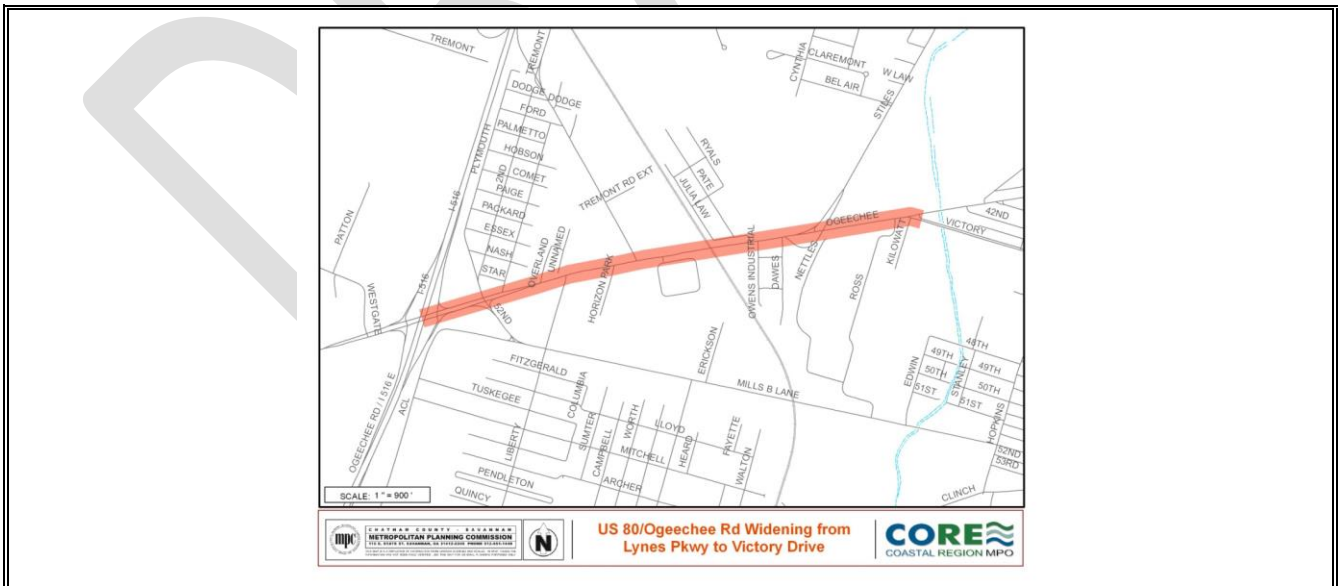 TREMONT
TREMONT
CYNTHIA
CLAREMONT
W LAW
BEL AIR
STILES
DODGE
DODGE
FORD
PALMETTO
PLYMOUTH
HOBSON
2ND
COMET
PAIGE
PACKARD
ESSEX
NASH
STAR
I-516
I-516
PATTON
WESTGATE
RYALS
PATE
JULIA LAW
TREMONT RD EXT
OVERLAND
UNNAMED
HORIZON PARK
OGEECHEE
VICTORY
42ND
KILOWATT
NETTLES
OWENS INDUSTRIAL
DAWES
ROSS
52ND
FITZGERALD
ERICKSON
MILLS B LANE
EDWIN
48TH
49TH
49TH
50TH
50TH
51ST
51ST
STANLEY
HOPKINS
52ND
53RD
CLINCH
OGEECHEE RD / I 516 E
ACL
TUSKEGEE
COLUMBIA
LIBERTY
SUMTER
CAMPBELL
WORTH
LLOYD
MITCHELL
HEARD
FAYETTE
WALTON
ARCHER
PENDLETON
QUINCY
SCALE: 1 " = 900 '
mpc
CHATHAM COUNTY - SAVANNAH
METROPOLITAN PLANNING COMMISSION
N
US 80/Ogeechee Rd Widening from
Lynes Pkwy to Victory Drive
CORE
COASTAL REGION MPO